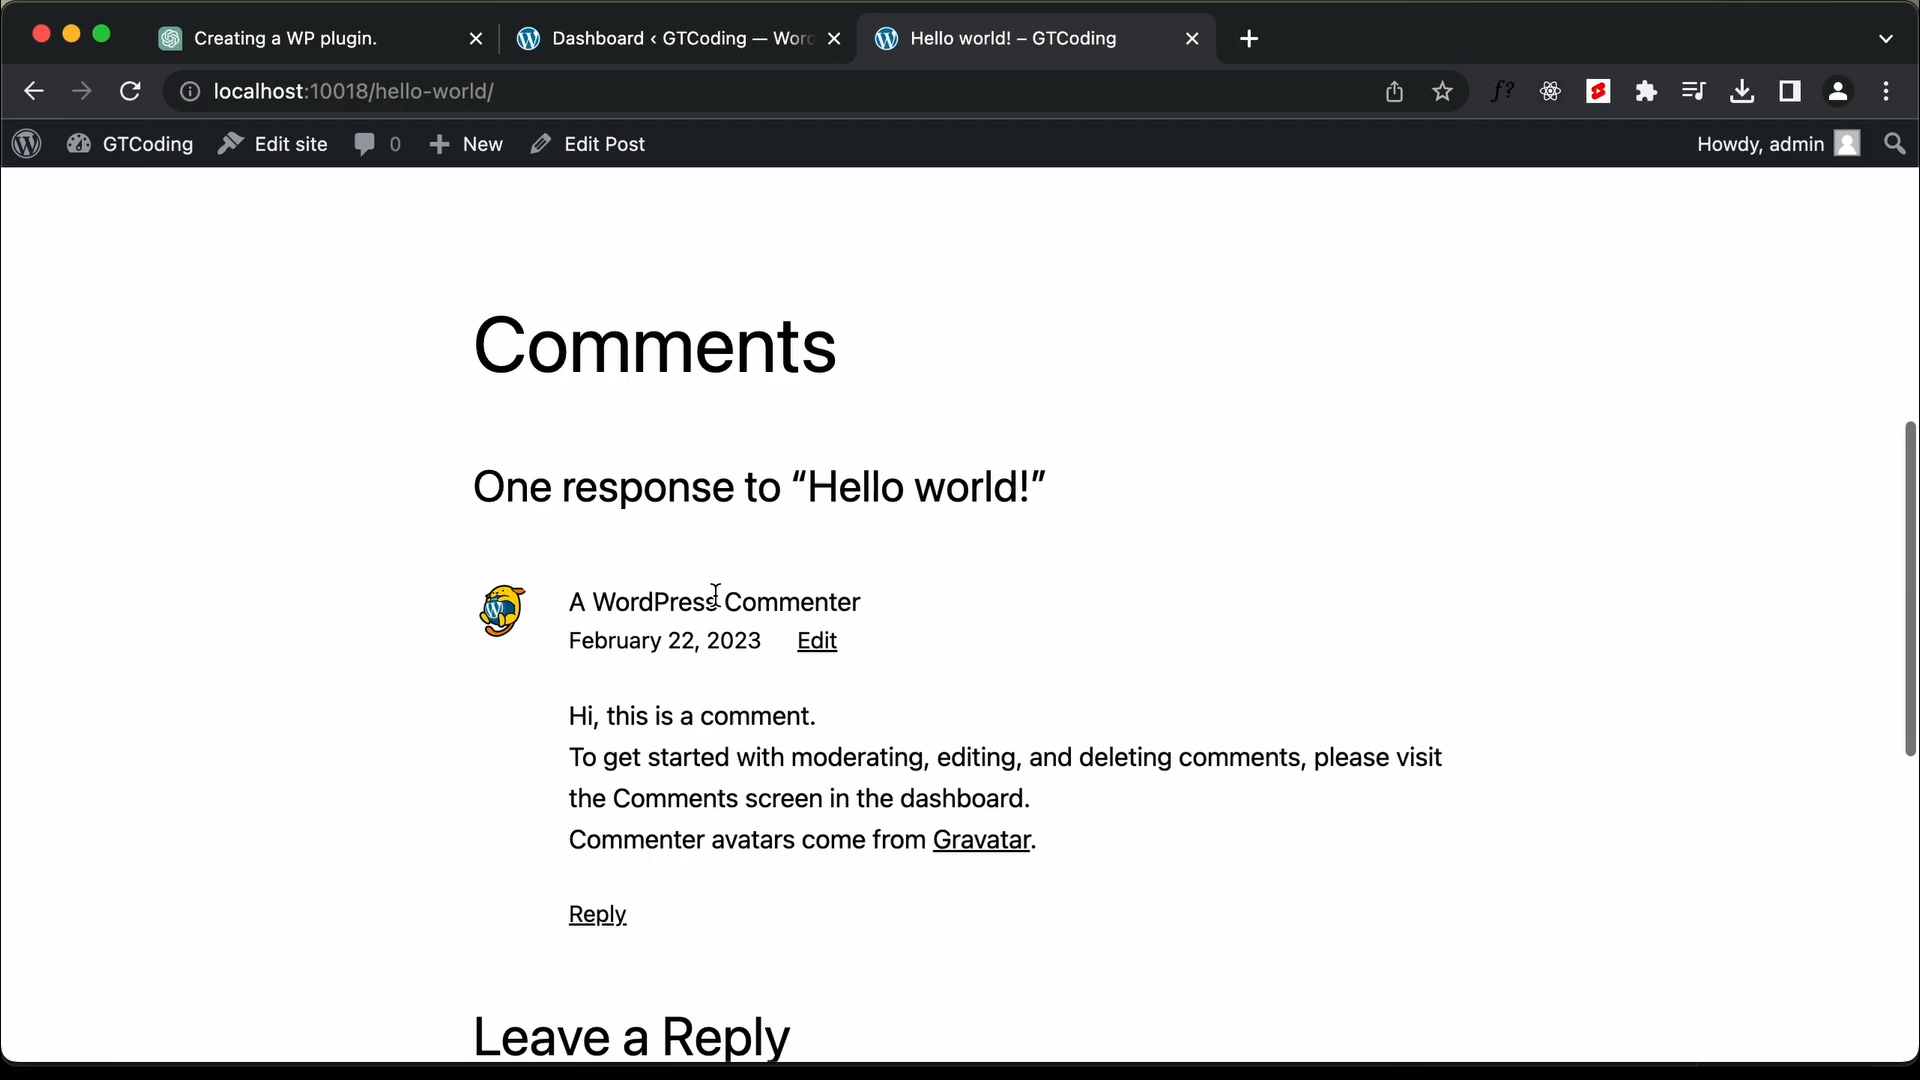 Creating a WP plugin.
Dashboard ‹ GTCoding — Wor
Hello world! – GTCoding
localhost:10018/hello-world/
f?
GTCoding
Edit site
0
New
Edit Post
Howdy, admin
Comments
One response to “Hello world!”
A WordPress Commenter
February 22, 2023 Edit
Hi, this is a comment.
To get started with moderating, editing, and deleting comments, please visit
the Comments screen in the dashboard.
Commenter avatars come from Gravatar.
Reply
Leave a Reply